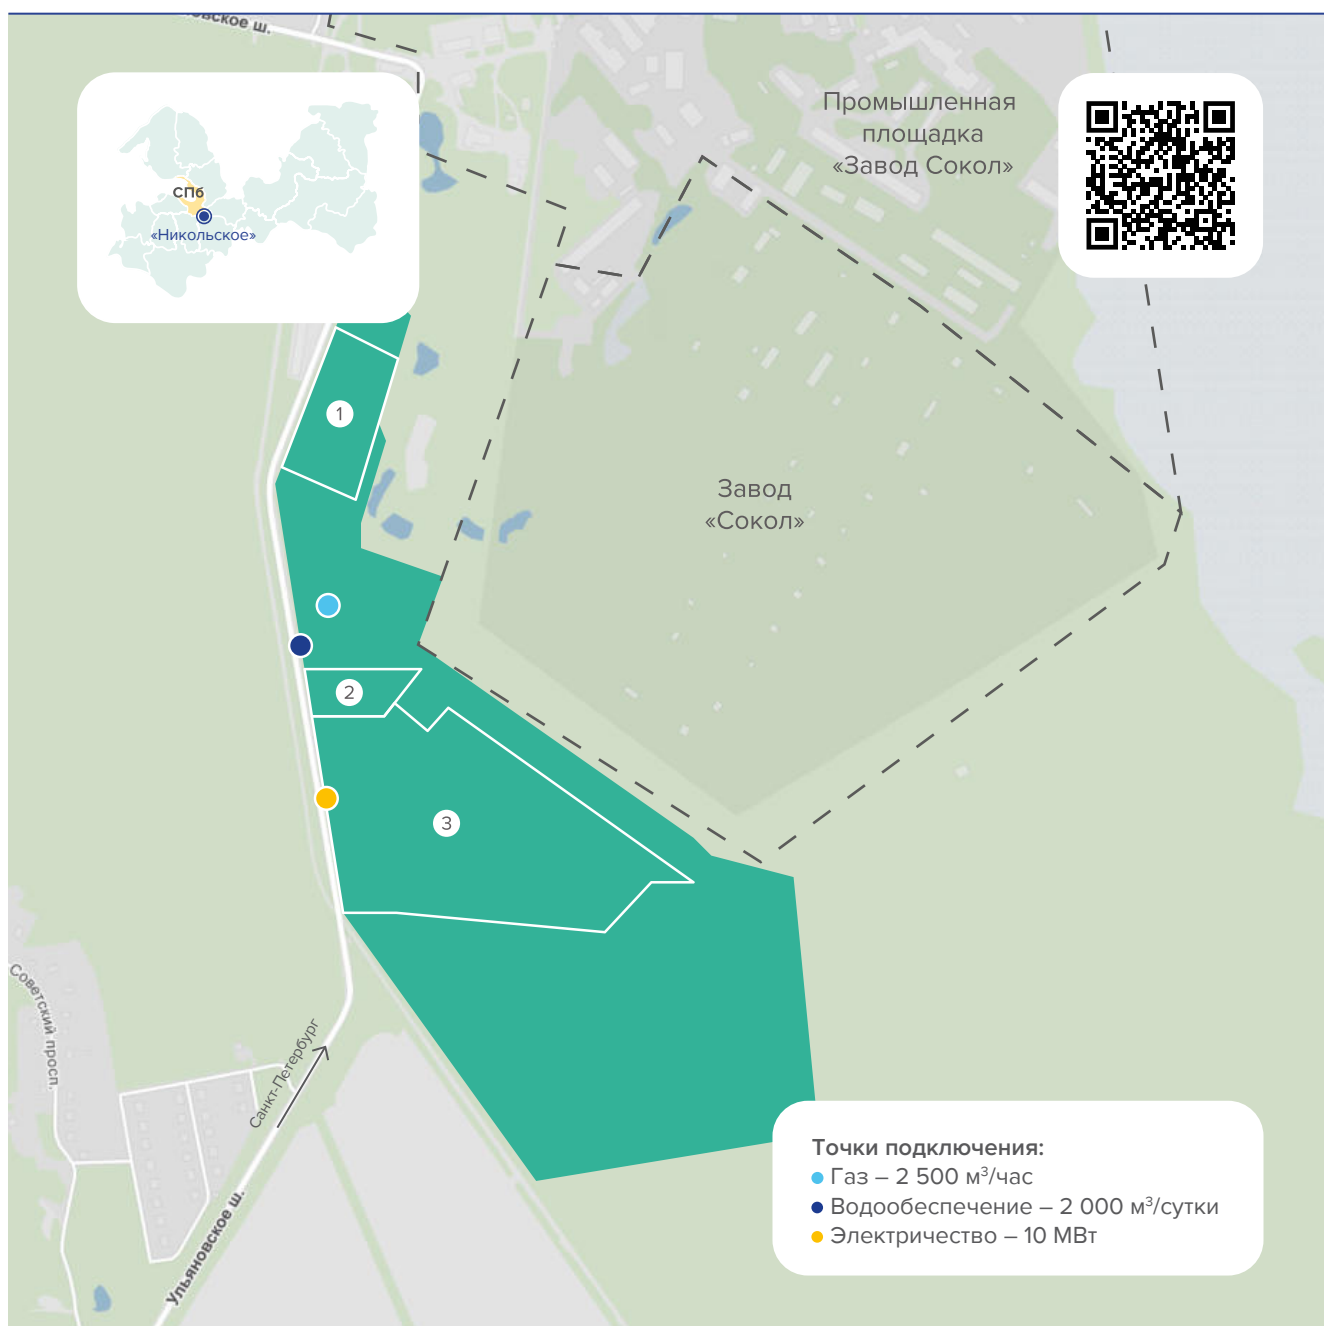 ское ш.
Промышленная
площадка
«Завод Сокол»
СПб
«Никольское»
1
Завод
«Сокол»
2
3
Советский просп.
Санкт-Петербург
Ульяновское ш.
Точки подключения:
Газ – 2 500 м³/час
Водообеспечение – 2 000 м³/сутки
Электричество – 10 МВт